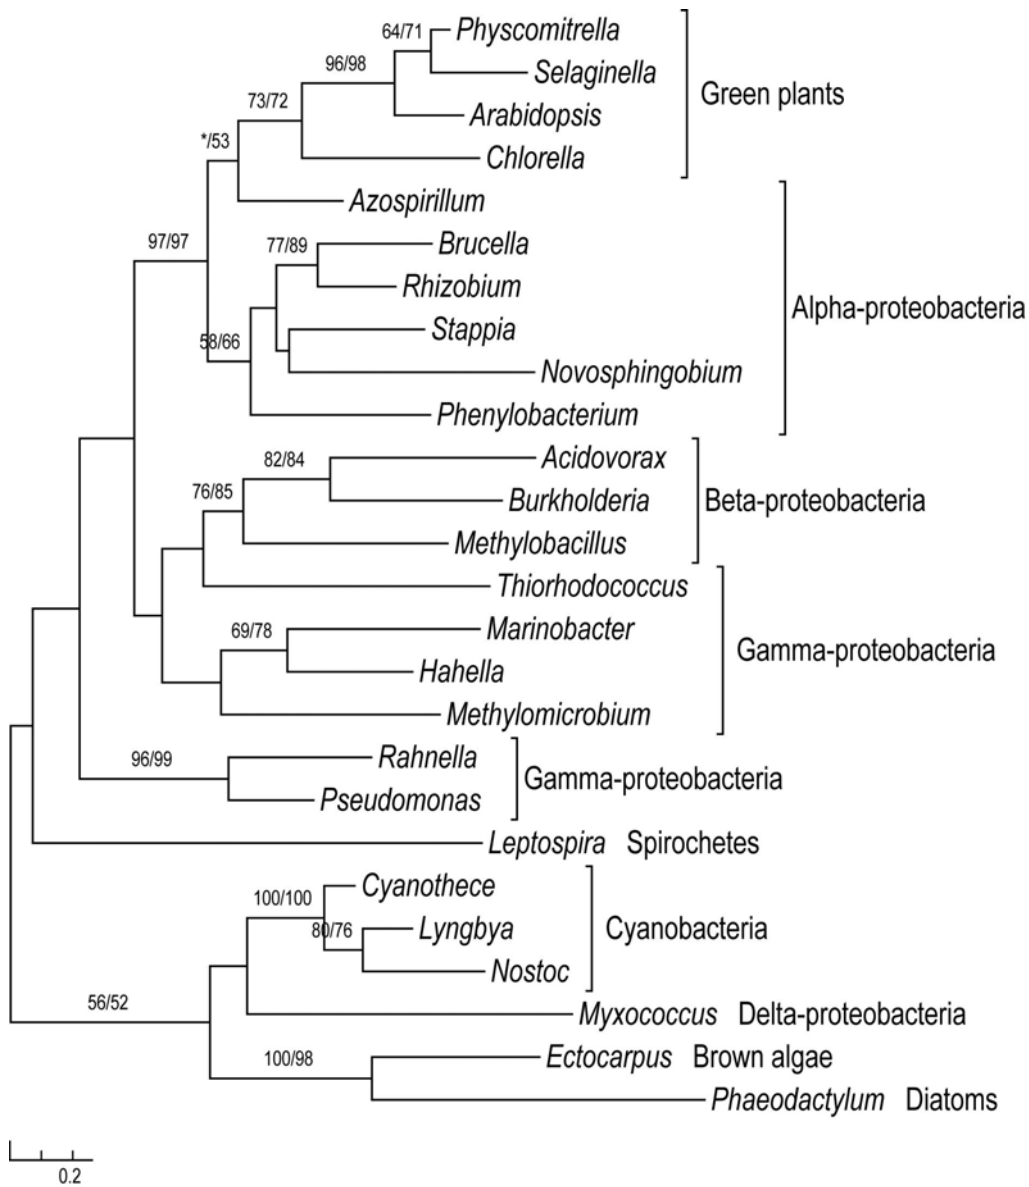 64/71
Physcomitrella
96/98
Selaginella
73/72
Green plants
Arabidopsis
*/53
Chlorella
Azospirillum
97/97
77/89
Brucella
Rhizobium
Alpha-proteobacteria
58/66
Stappia
Novosphingobium
Phenylobacterium
82/84
Acidovorax
76/85
Burkholderia
Beta-proteobacteria
Methylobacillus
Thiorhodococcus
69/78
Marinobacter
Gamma-proteobacteria
Hahella
Methylomicrobium
96/99
Rahnella
Gamma-proteobacteria
Pseudomonas
Leptospira Spirochetes
100/100
Cyanothece
80/76
Lyngbya
Cyanobacteria
Nostoc
56/52
Myxococcus Delta-proteobacteria
100/98
Ectocarpus Brown algae
Phaeodactylum Diatoms
0.2